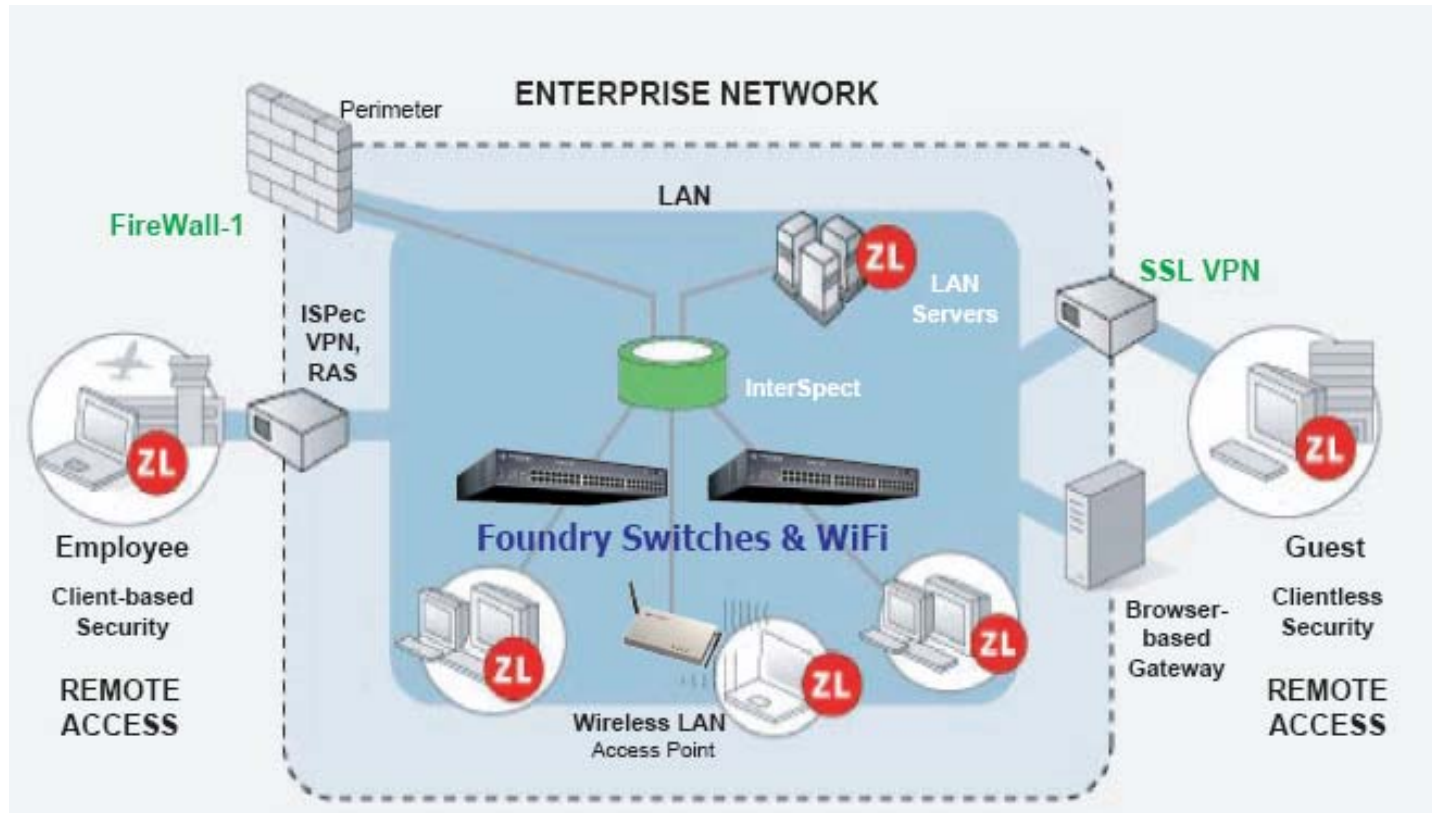 ENTERPRISE NETWORK
Perimeter
LAN
FireWall-1
ZL
LAN
Servers
SSL VPN
ISPec
VPN,
RAS
InterSpect
ZL
ZL
Foundry Switches & WiFi
Employee
Guest
Client-based
Security
Clientless
Security
Browser-
based
Gateway
ZL
ZL
ZL
REMOTE
ACCESS
REMOTE
ACCESS
Wireless LAN
Access Point